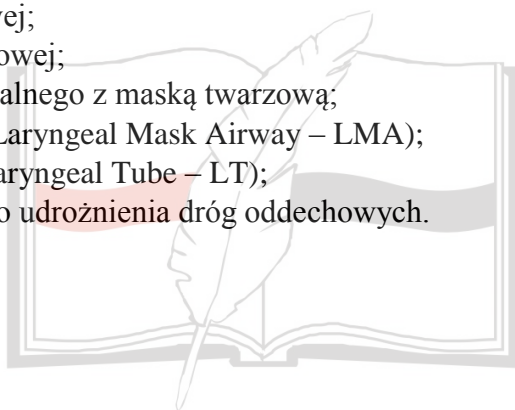 wej;
owej;
alnego z maską twarzową;
Laryngeal Mask Airway – LMA);
aryngeal Tube – LT);
o udrożnienia dróg oddechowych.